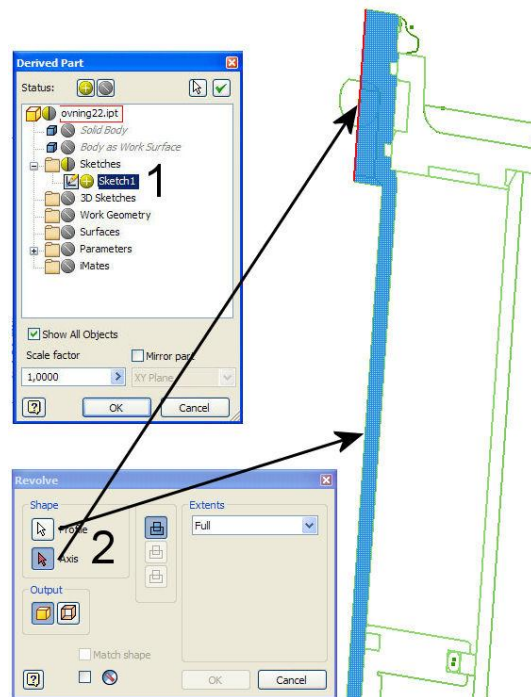 Derived Part
Status:
ovning22.ipt
Solid Body
Body as Work Surface
Sketches
Sketch1
3D Sketches
Work Geometry
Surfaces
Parameters
iMates
1
Show All Objects
Scale factor
Mirror part
1,0000
XY Plane
OK
Cancel
Revolve
Shape
Profile
Axis
2
Extents
Full
Output
Match shape
OK
Cancel